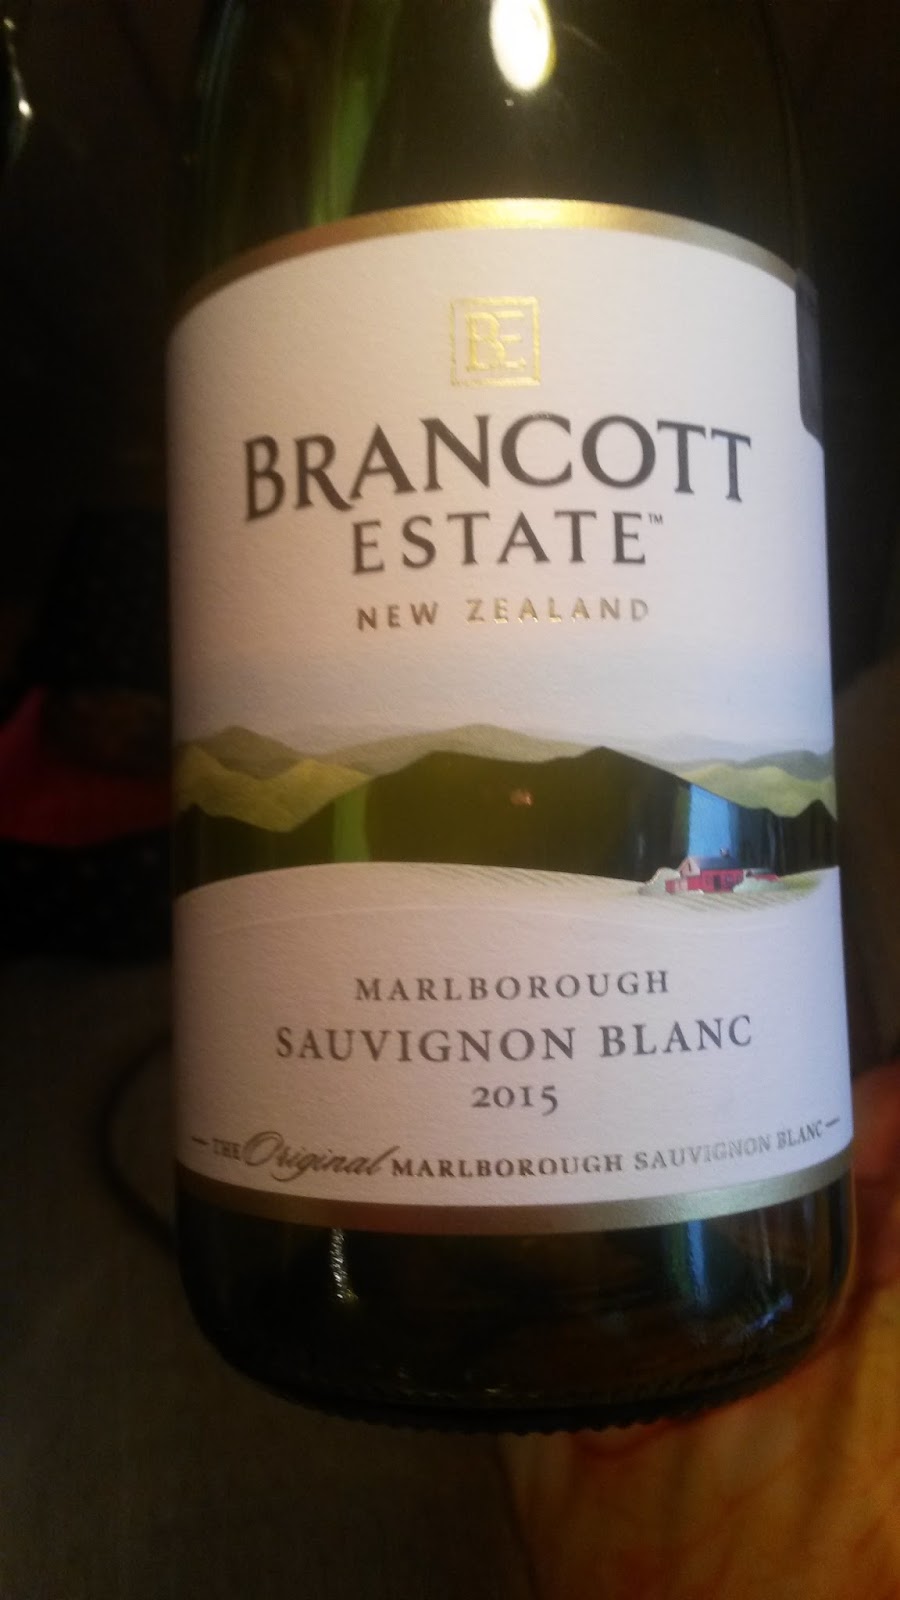 BE
BRANCOTT
ESTATE™
NEW ZEALAND
MARLBOROUGH
SAUVIGNON BLANC
2015
THE Original MARLBOROUGH SAUVIGNON BLANC